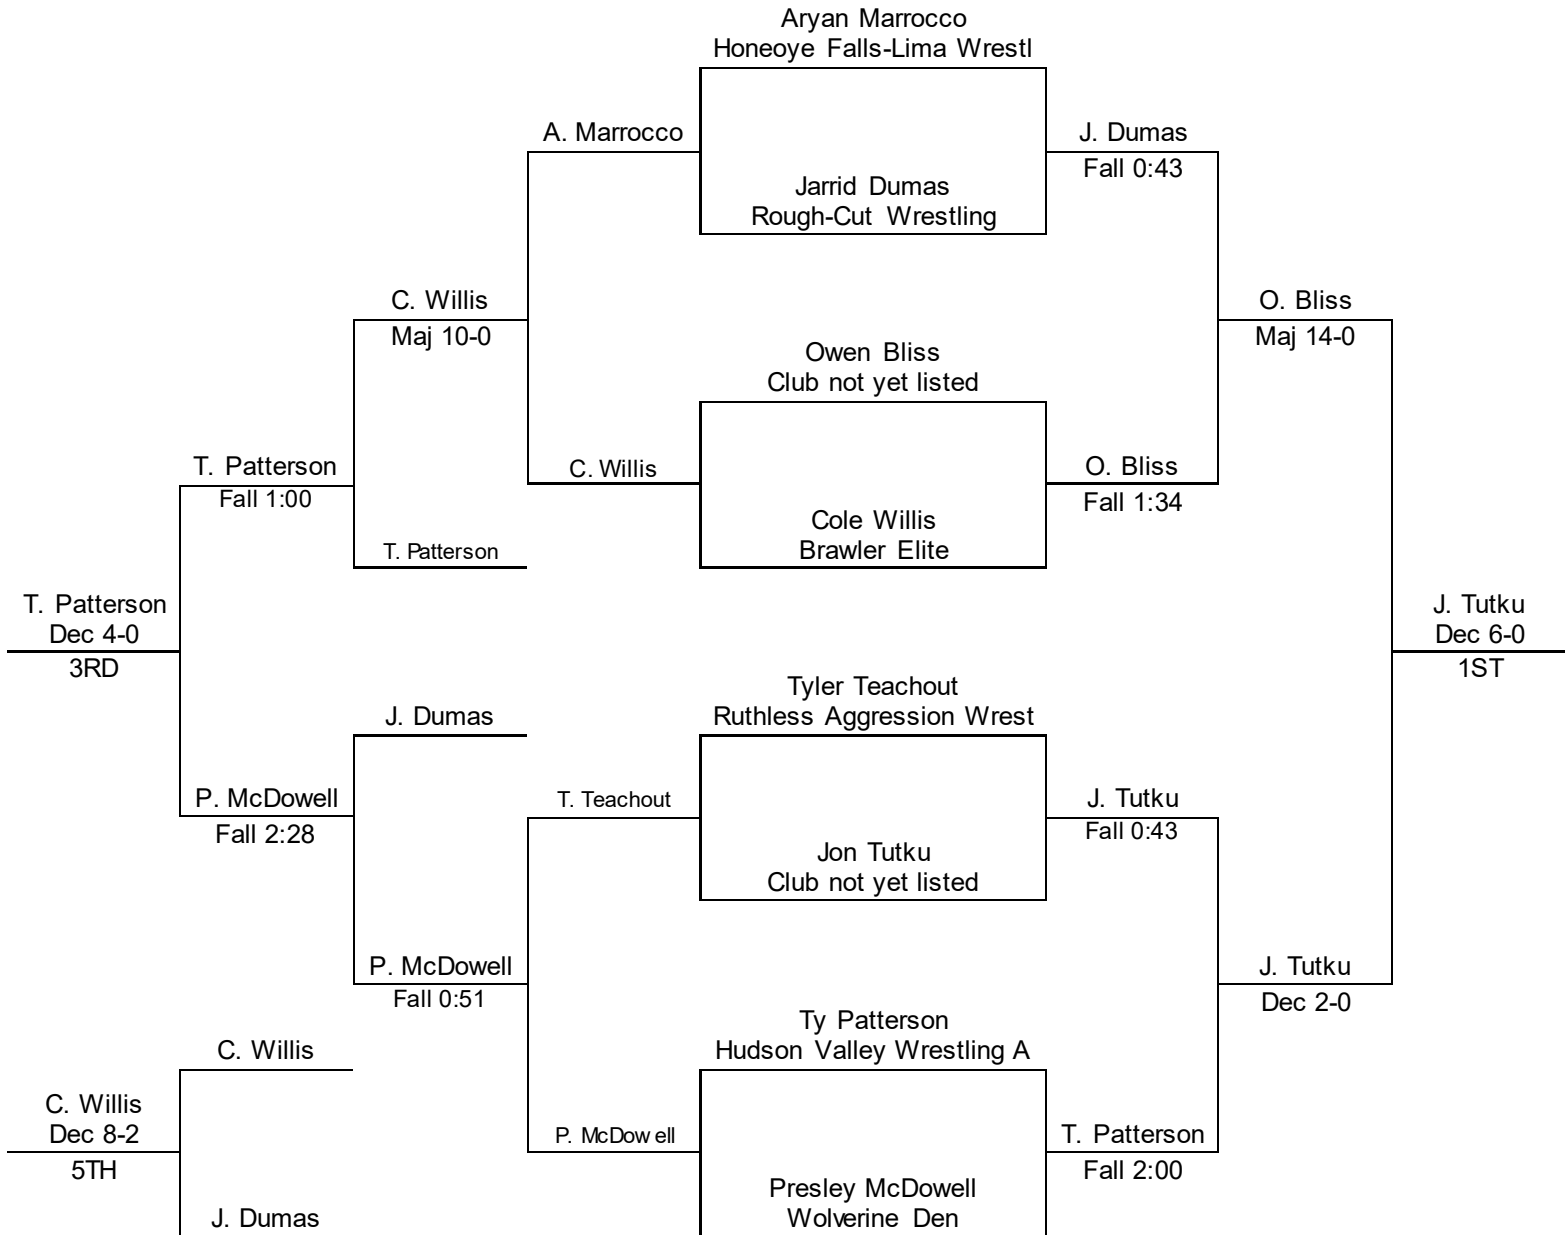 Aryan Marrocco
Honeoye Falls-Lima Wrestl
A. Marrocco
J. Dumas
Fall 0:43
Jarrid Dumas
Rough-Cut Wrestling
C. Willis
Maj 10-0
O. Bliss
Maj 14-0
Owen Bliss
Club not yet listed
T. Patterson
Fall 1:00
C. Willis
O. Bliss
Fall 1:34
Cole Willis
Brawler Elite
T. Patterson
T. Patterson
Dec 4-0
3RD
J. Tutku
Dec 6-0
1ST
Tyler Teachout
Ruthless Aggression Wrest
J. Dumas
P. McDowell
Fall 2:28
T. Teachout
J. Tutku
Fall 0:43
Jon Tutku
Club not yet listed
P. McDowell
Fall 0:51
J. Tutku
Dec 2-0
Ty Patterson
Hudson Valley Wrestling A
C. Willis
C. Willis
Dec 8-2
5TH
P. McDowell
T. Patterson
Fall 2:00
Presley McDowell
Wolverine Den
J. Dumas